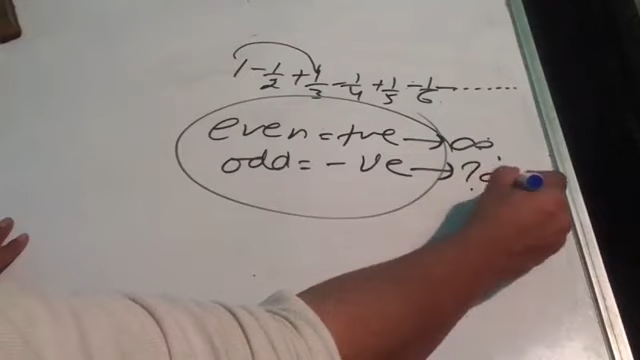 1 - 1/2 + 1/3 - 1/4 + 1/5 - 1/6 - ......
even = +ve → ∞
odd = - ve → ?